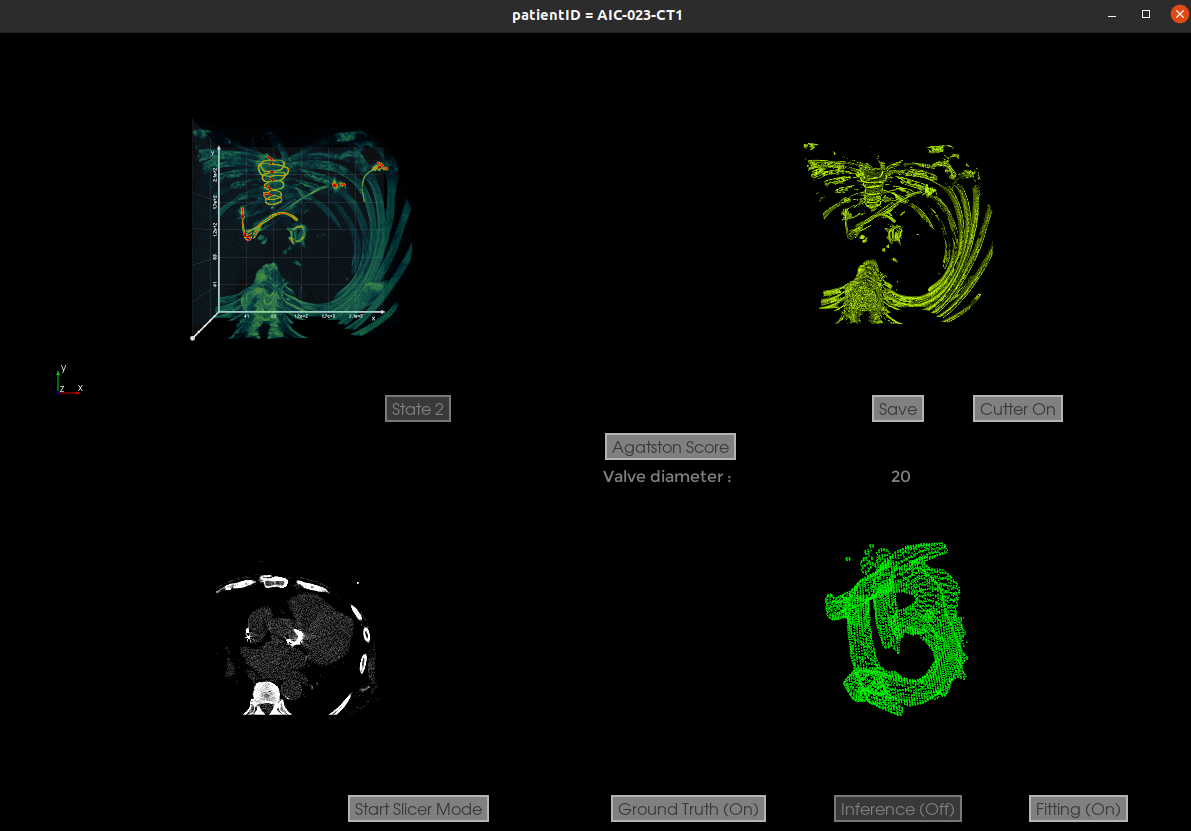 patientID = AIC-023-CT1
y
x
y
z x
State 2
Save
Cutter On
Agatston Score
Valve diameter : 20
Start Slicer Mode
Ground Truth (On)
Inference (Off)
Fitting (On)